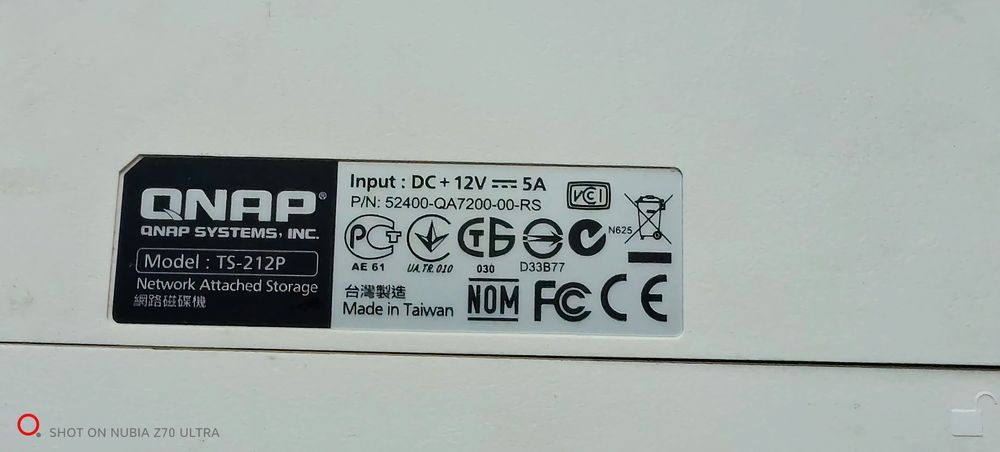 QNAP®
QNAP SYSTEMS, INC.
Model : TS-212P
Network Attached Storage
網路磁碟機
Input : DC + 12V ⎓ 5A
P/N: 52400-QA7200-00-RS
VCI
PCT
AE 61
UA.TR.010
030
D33B77
N625
台灣製造
Made in Taiwan
NOM
FC
CE
SHOT ON NUBIA Z70 ULTRA